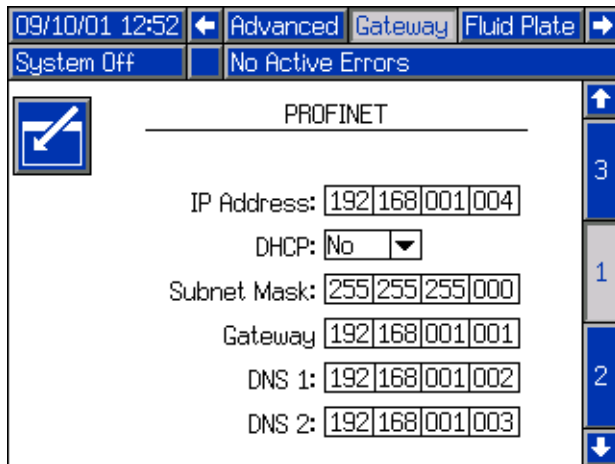 09/10/01 12:52 Advanced Gateway Fluid Plate
System Off No Active Errors
PROFINET
3
IP Address: 192 168 001 004
DHCP: No
1
Subnet Mask: 255 255 255 000
Gateway 192 168 001 001
DNS 1: 192 168 001 002
2
DNS 2: 192 168 001 003